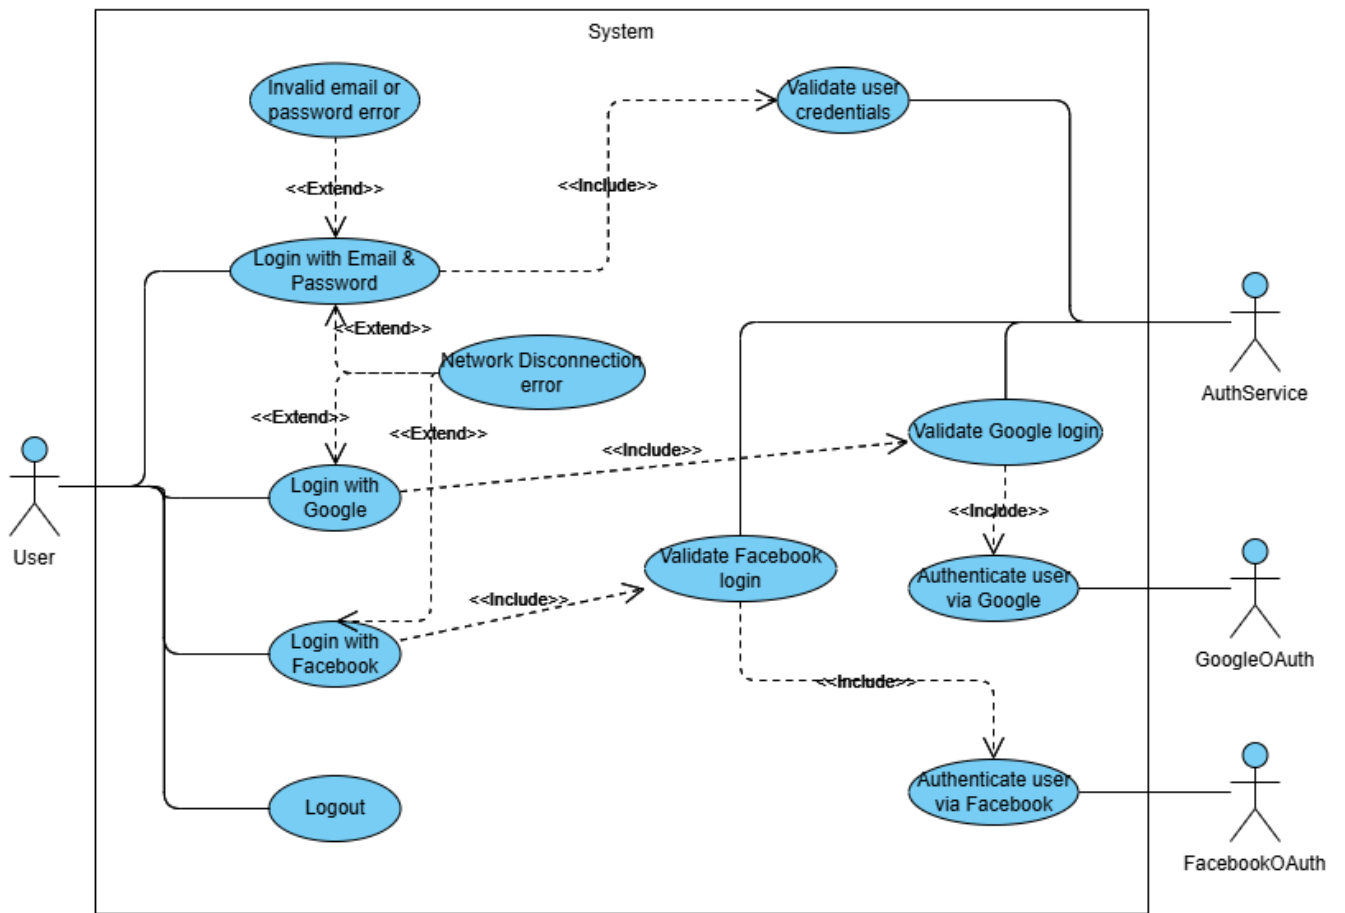 System
Invalid email or
password error
Validate user
credentials
<<Extend>>
<<Include>>
Login with Email &
Password
<<Extend>>
Network Disconnection
error
AuthService
<<Extend>>
<<Extend>>
Validate Google login
<<Include>>
Login with
Google
<<Include>>
User
Validate Facebook
login
Authenticate user
via Google
<<Include>>
Login with
Facebook
GoogleOAuth
<<Include>>
Authenticate user
via Facebook
Logout
FacebookOAuth